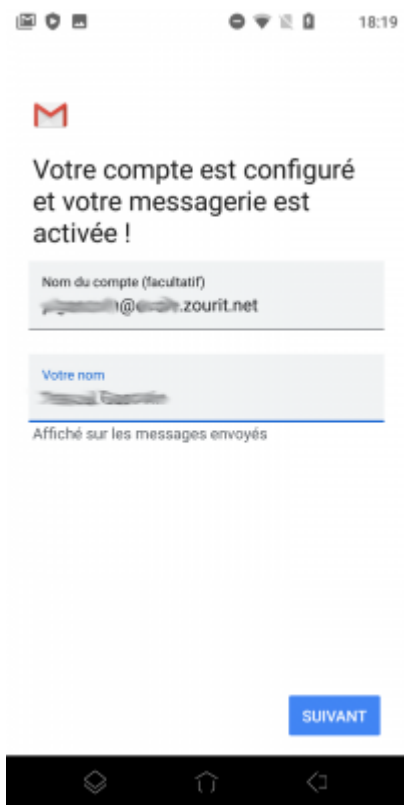 18:19
Votre compte est configuré
et votre messagerie est
activée !
Nom du compte (facultatif)
.zourit.net
Votre nom
Affiché sur les messages envoyés
SUIVANT